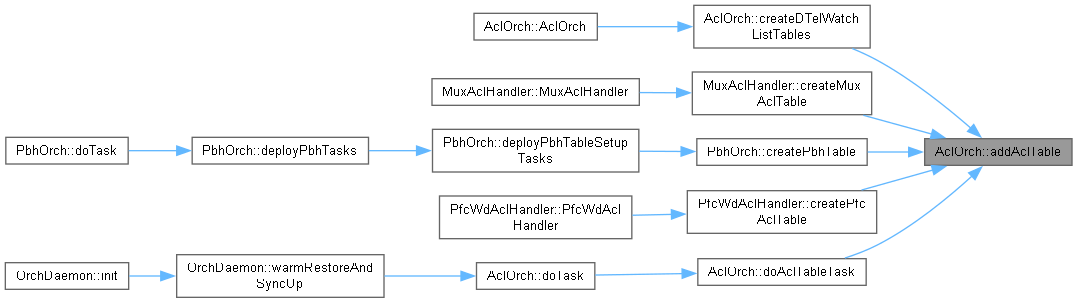 AclOrch::AclOrch
AclOrch::createDTelWatch
ListTables
MuxAclHandler::MuxAclHandler
MuxAclHandler::createMux
AclTable
PbhOrch::doTask
PbhOrch::deployPbhTasks
PbhOrch::deployPbhTableSetup
Tasks
PbhOrch::createPbhTable
AclOrch::addAclTable
PfcWdAclHandler::PfcWdAcl
Handler
PfcWdAclHandler::createPfc
AclTable
OrchDaemon::init
OrchDaemon::warmRestoreAnd
SyncUp
AclOrch::doTask
AclOrch::doAclTableTask